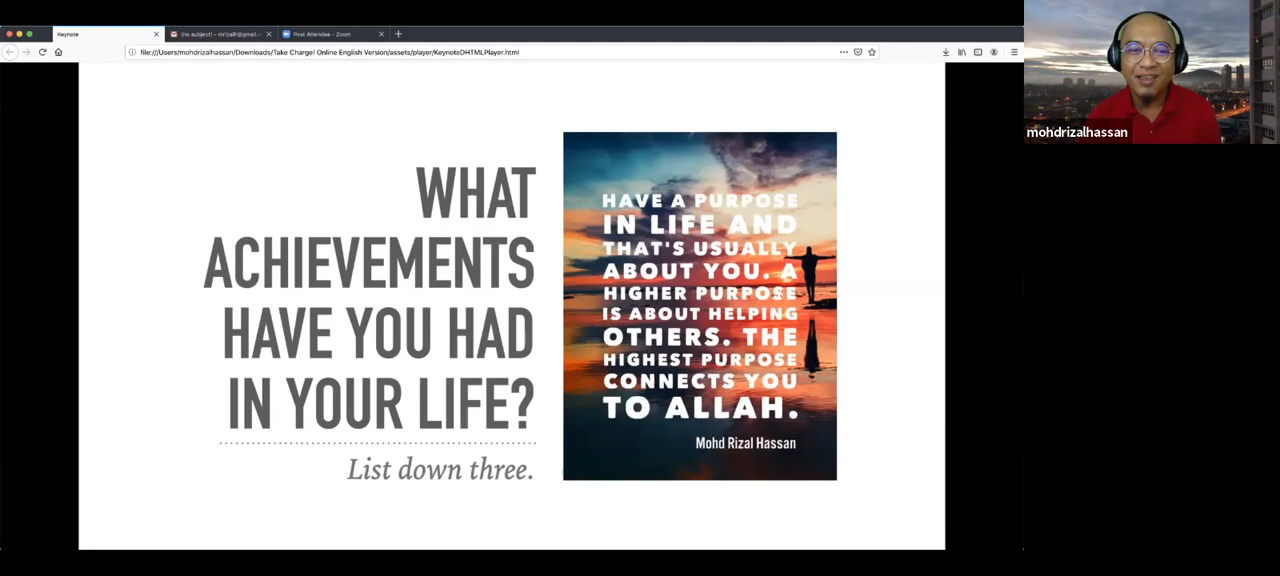 Keynote
(no subject) - mrizalh@gmail.c
Post Attendee - Zoom
file:///Users/mohdrizalhassan/Downloads/Take Charge! Online English Version/assets/player/KeynoteDHTMLPlayer.html
mohdrizalhassan
WHAT
ACHIEVEMENTS
HAVE YOU HAD
IN YOUR LIFE?
List down three.
HAVE A PURPOSE
IN LIFE AND
THAT'S USUALLY
ABOUT YOU. A
HIGHER PURPOSE
IS ABOUT HELPING
OTHERS. THE
HIGHEST PURPOSE
CONNECTS YOU
TO ALLAH.
Mohd Rizal Hassan